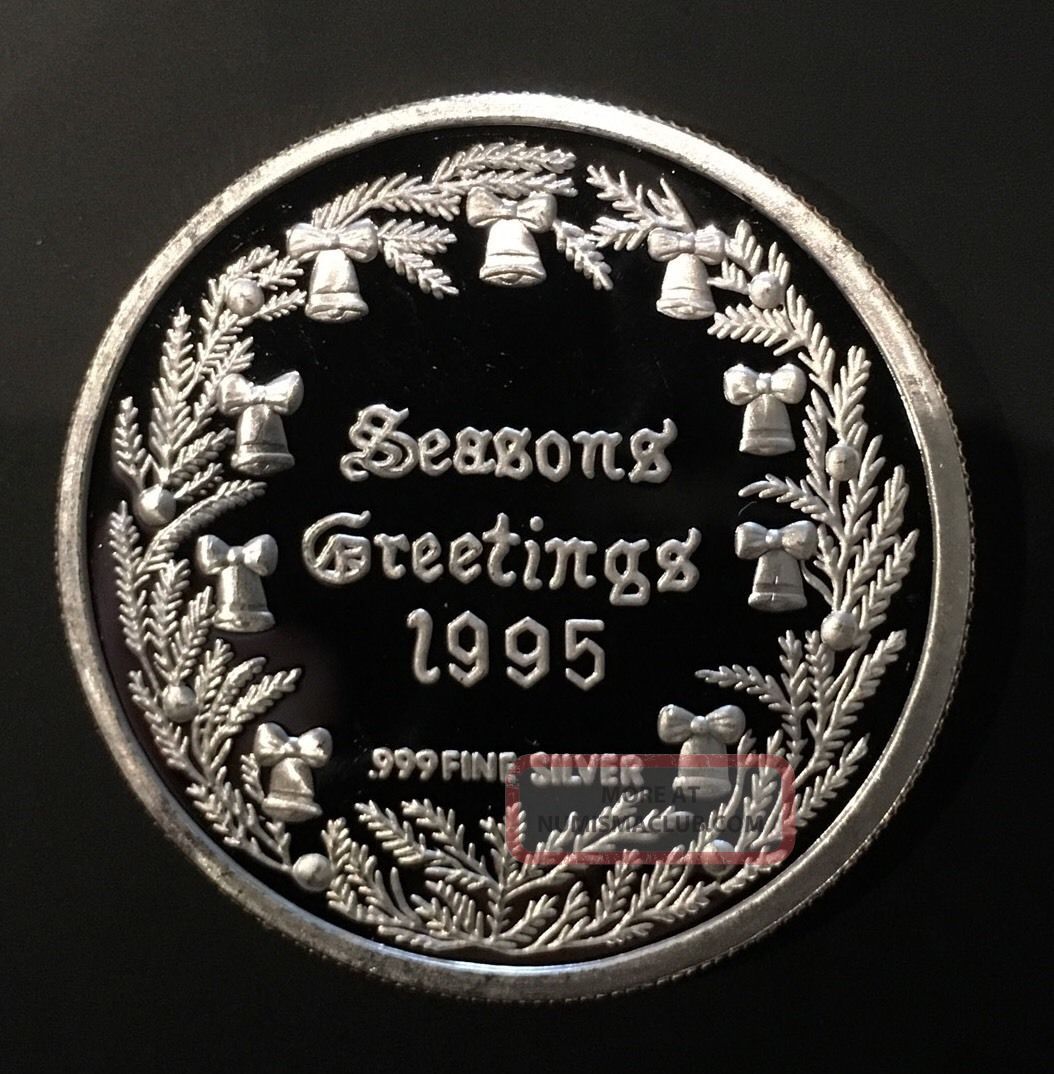 Seasons
Greetings
1995
.999 FINE SILVER
MORE AT
NUMISMACLUB.COM